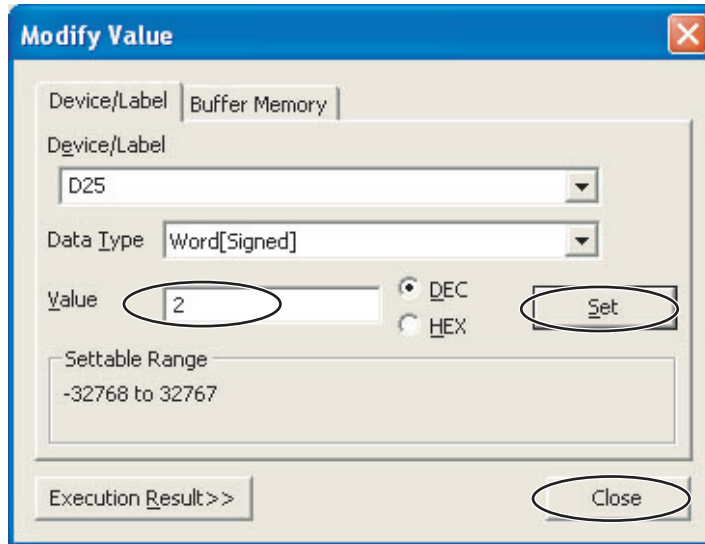 Modify Value
Device/Label Buffer Memory
Device/Label
D25
Data Type Word[Signed]
Value 2 DEC Set
HEX
Settable Range
-32768 to 32767
Execution Result>> Close